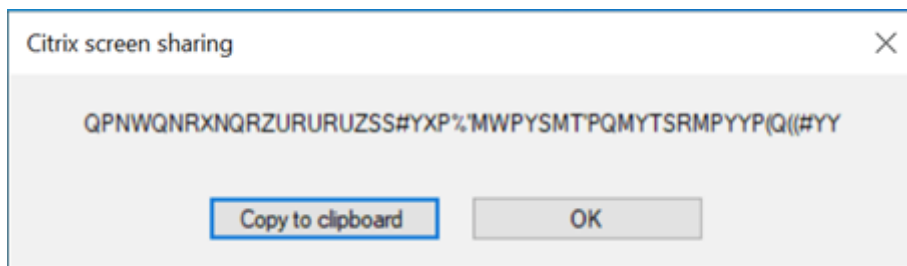 Citrix screen sharing
QPNWQNRXNQRZURURUZSS#YXP%'MWPYSMT'PQMYTSRMPYYP(Q((#YY
Copy to clipboard
OK